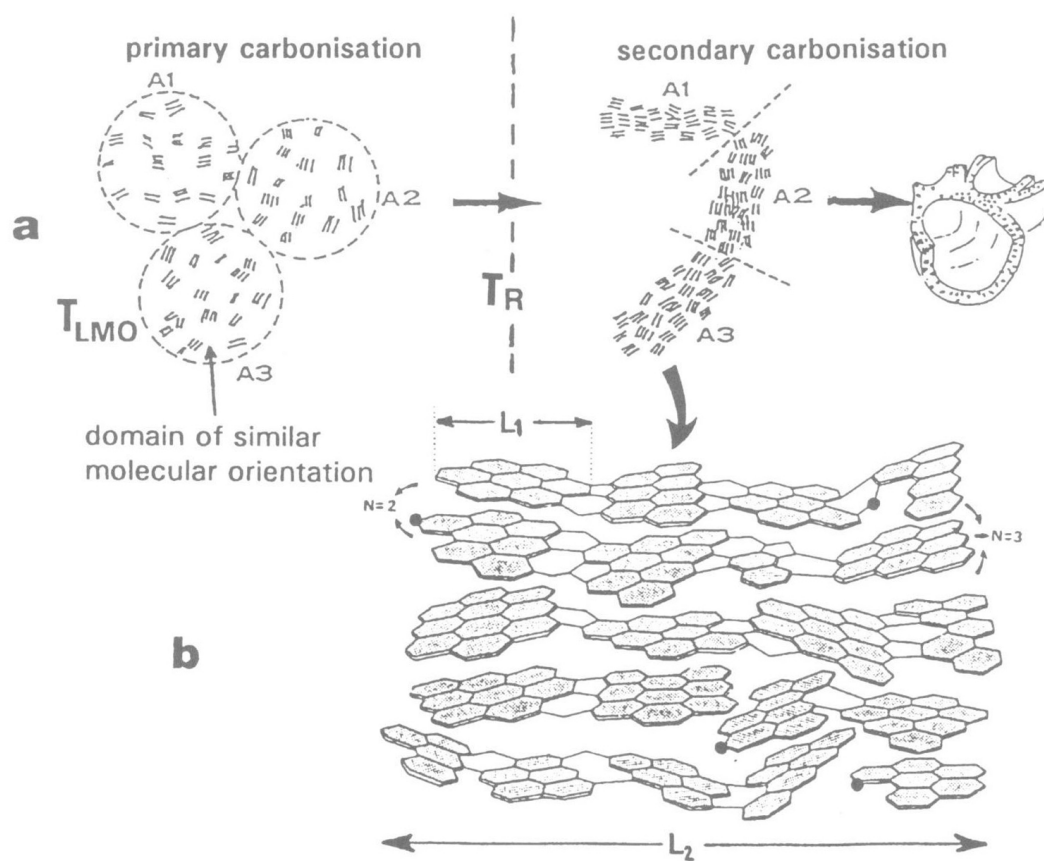 primary carbonisation
secondary carbonisation
A1
A2
A3
T_LMO
T_R
A1
A2
A3
a
domain of similar
molecular orientation
L₁
N=2
N=3
b
L₂